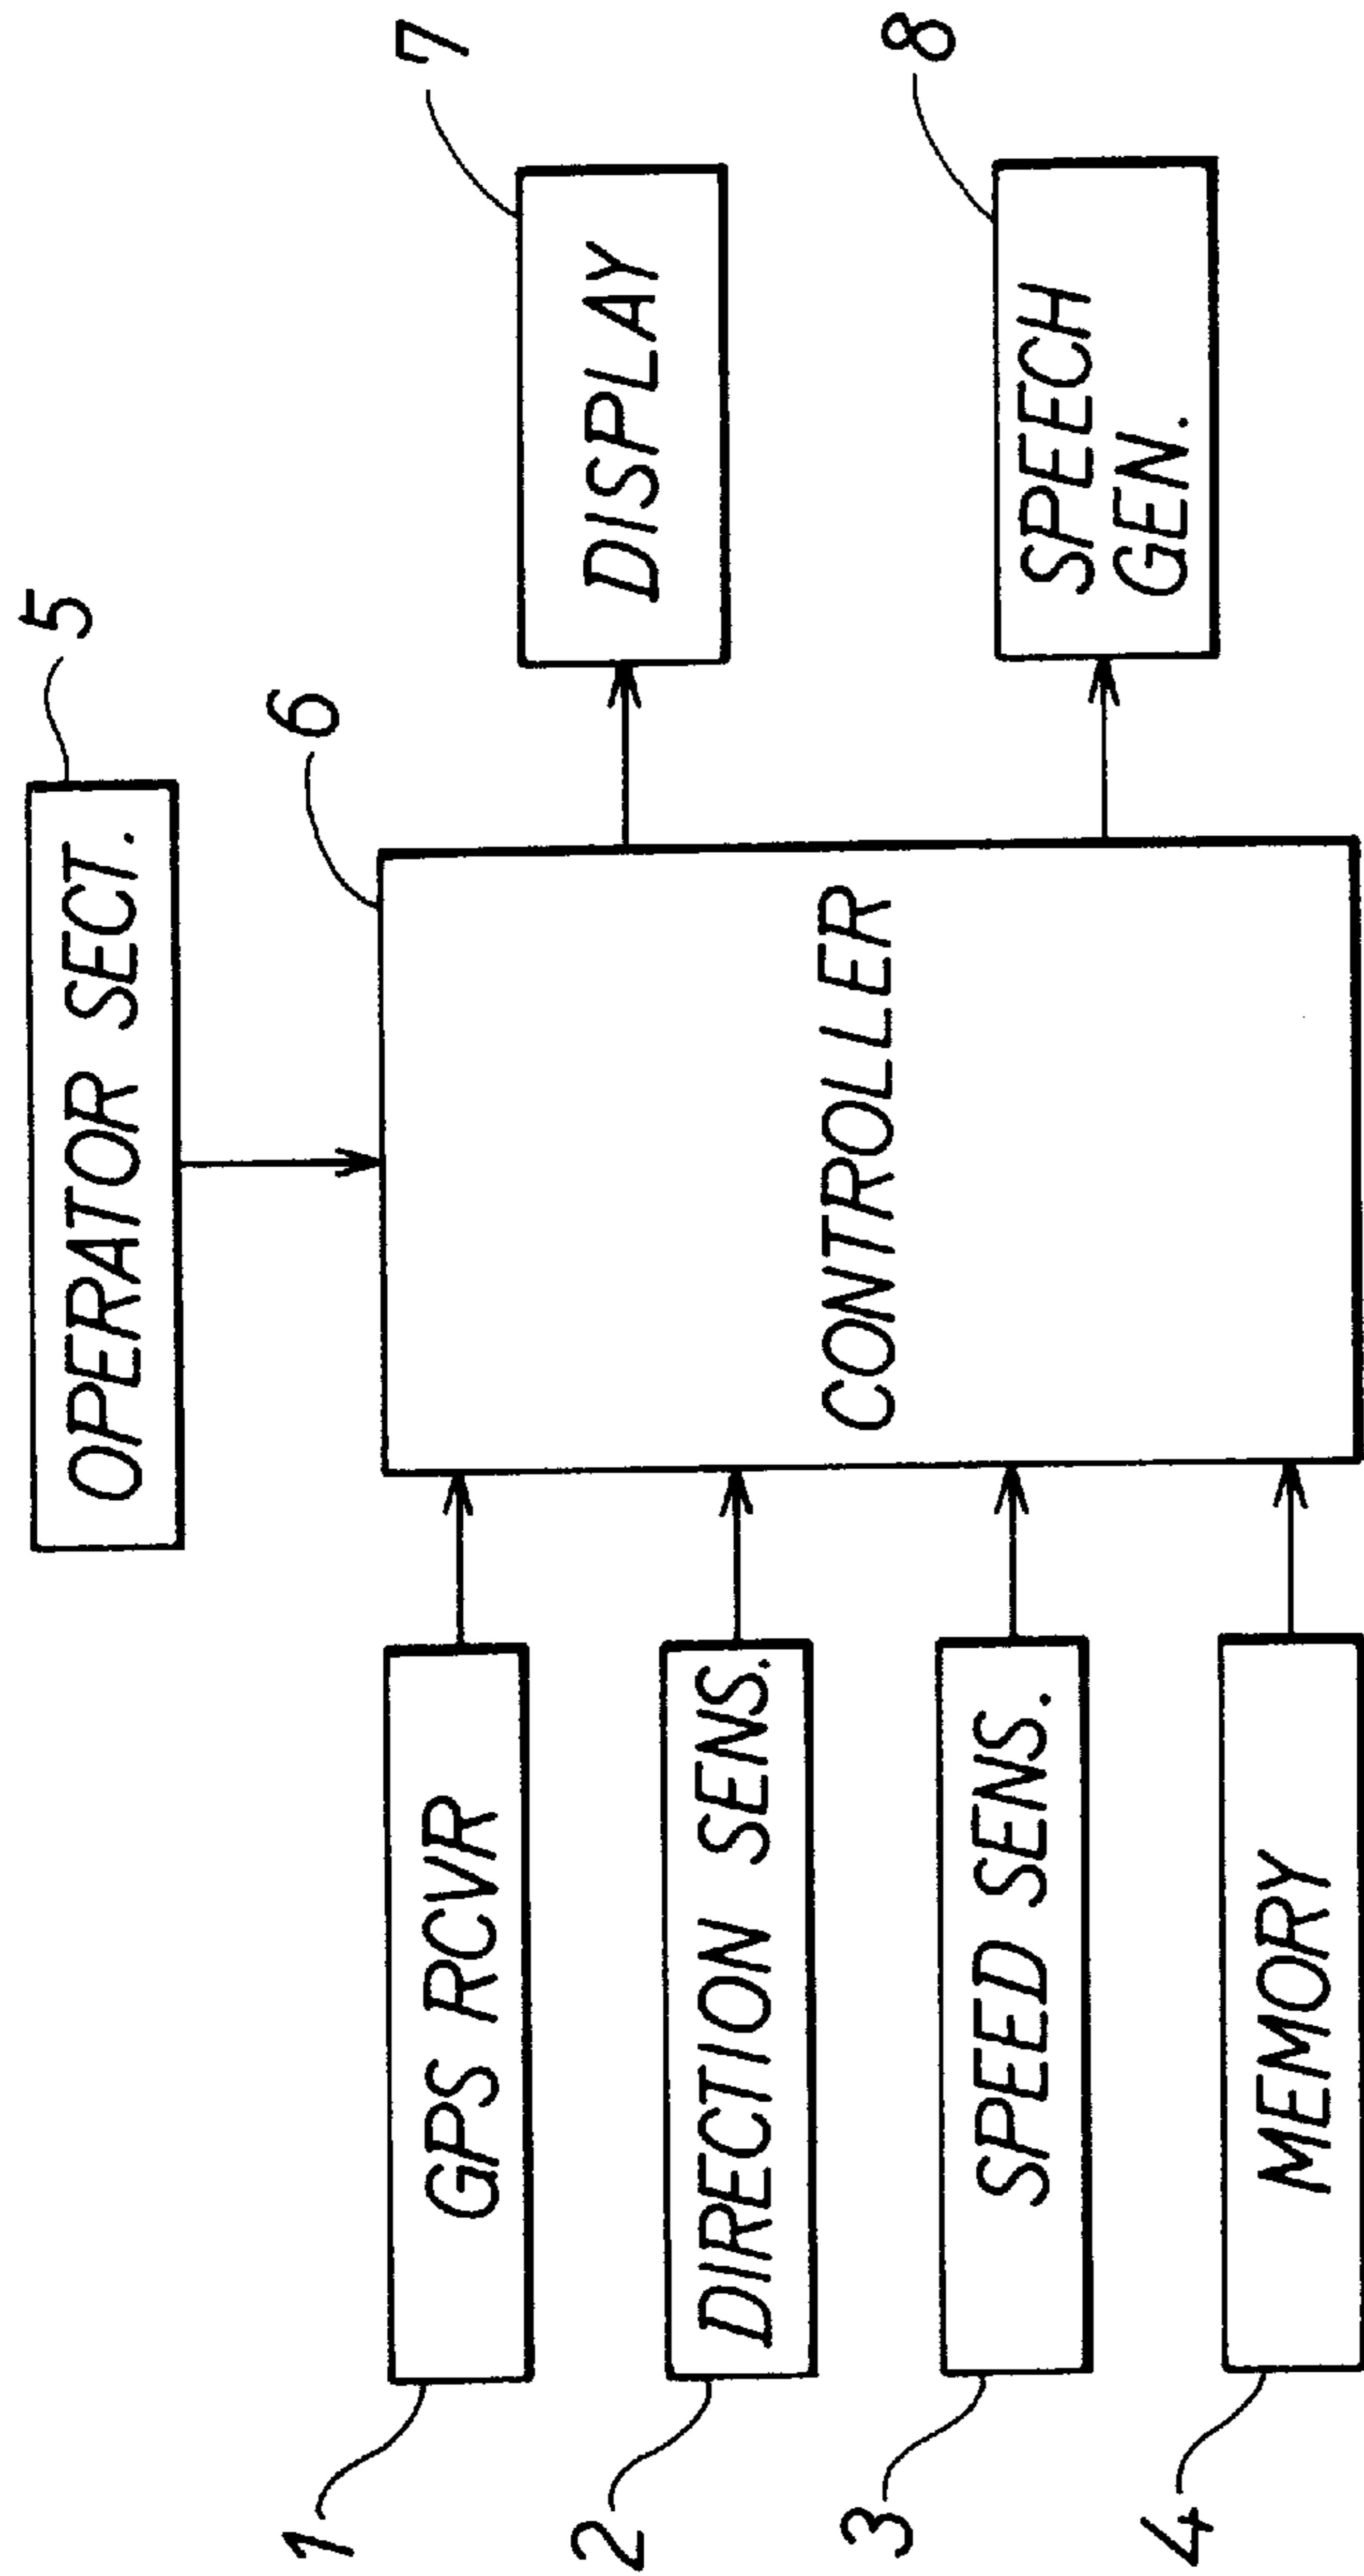 5
OPERATOR SECT.
6
1
GPS RCVR
2
DIRECTION SENS.
3
SPEED SENS.
4
MEMORY
CONTROLLER
7
DISPLAY
8
SPEECH
GEN.